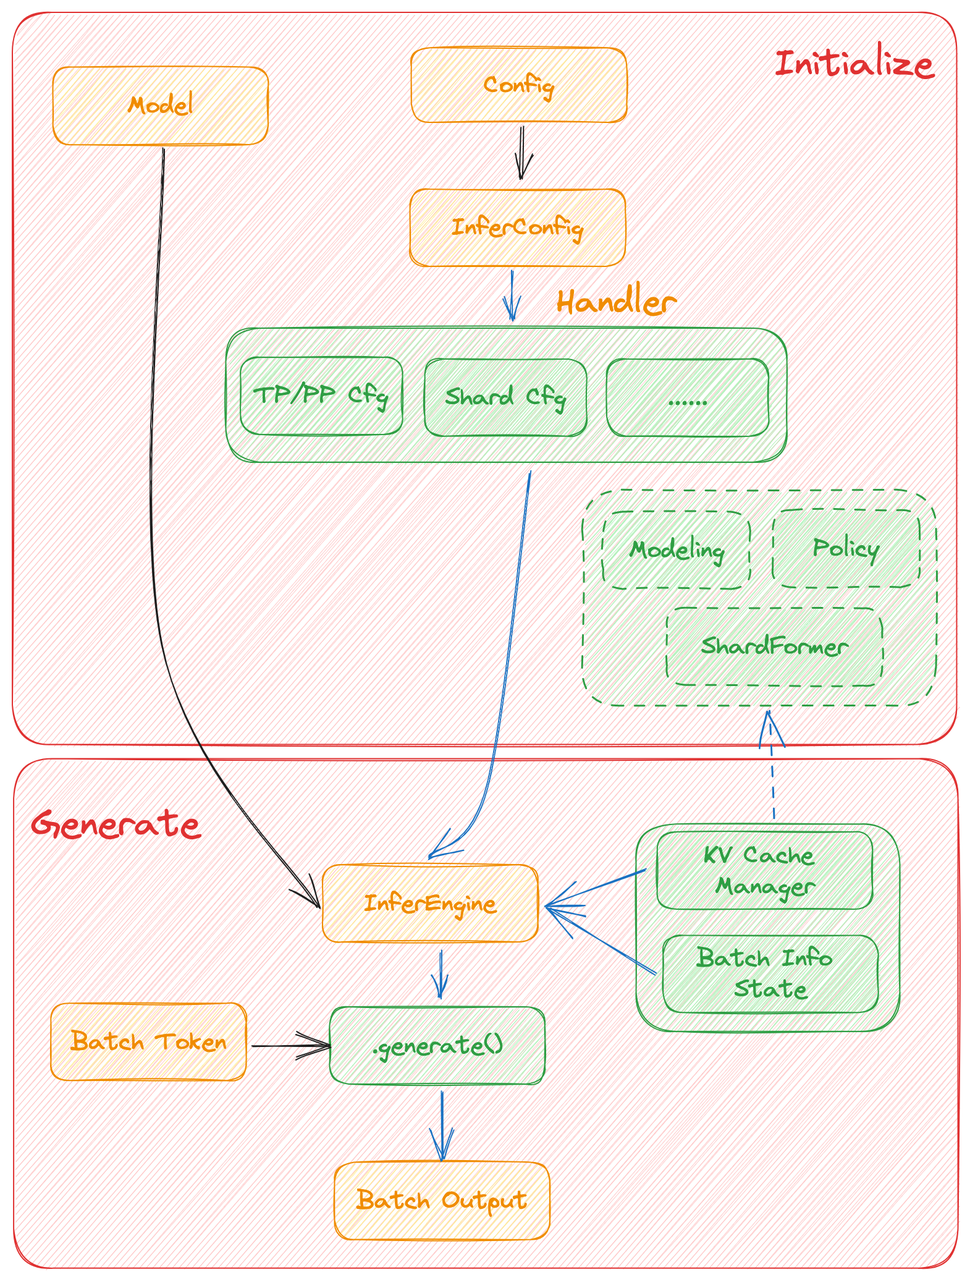 Initialize
Config
Model
InferConfig
Handler
TP/PP Cfg
Shard Cfg
......
Modeling
Policy
ShardFormer
Generate
KV Cache
Manager
InferEngine
Batch Info
State
Batch Token
.generate()
Batch Output